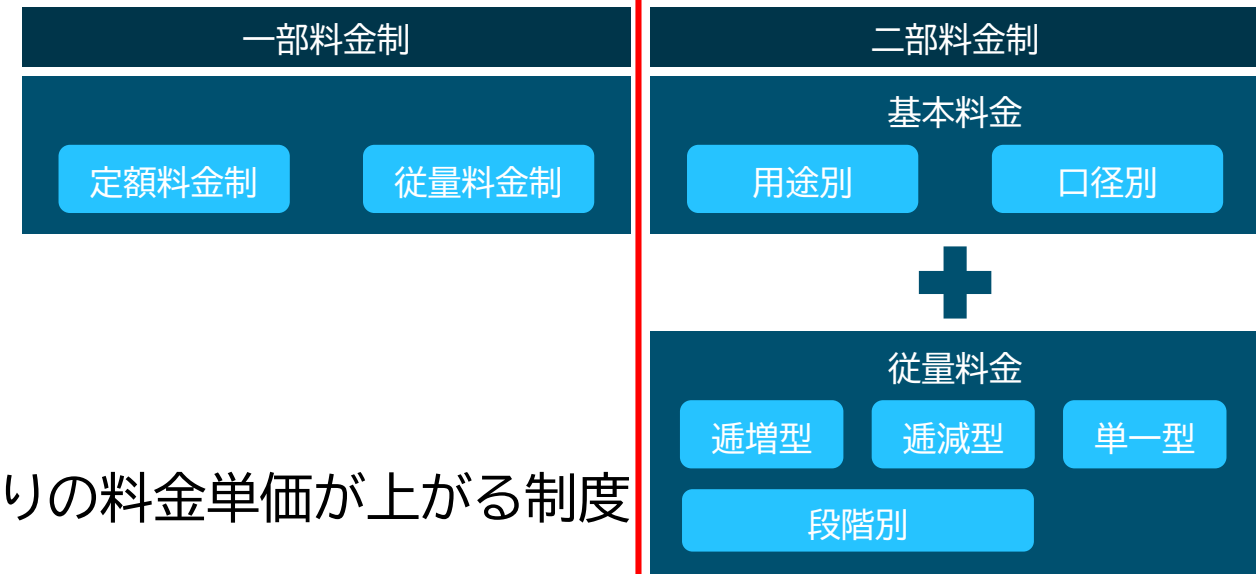 一部料金制
定額料金制
従量料金制
りの料金単価が上がる制度
二部料金制
基本料金
用途別
口径別
従量料金
逓増型
逓減型
単一型
段階別